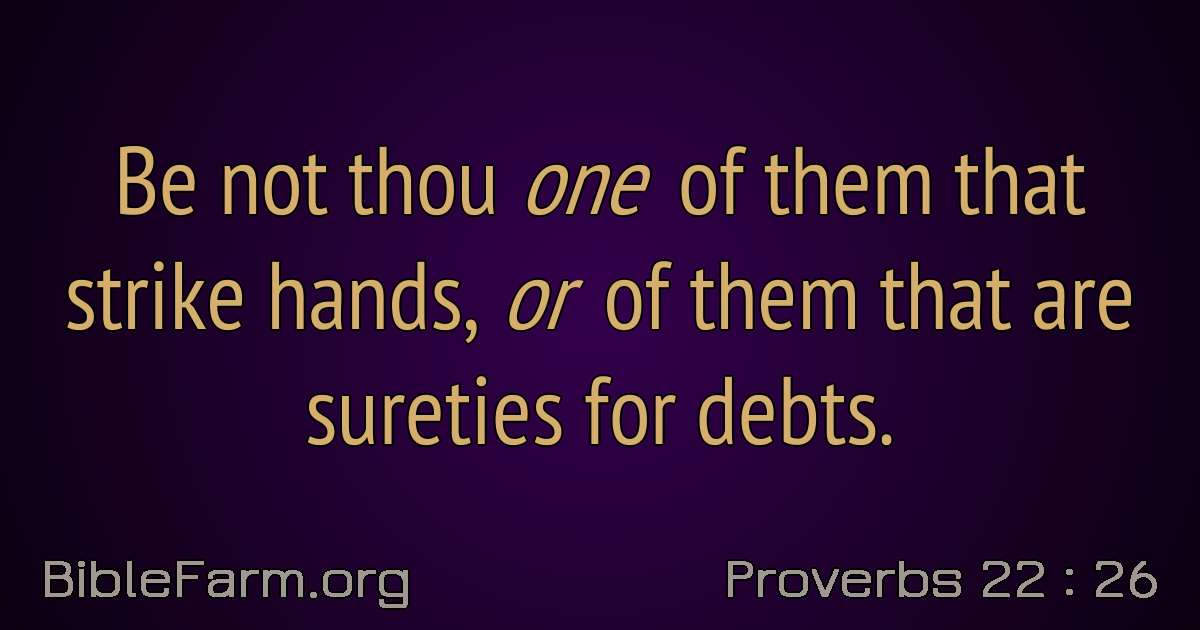 Be not thou one of them that
strike hands, or of them that are
sureties for debts.
BibleFarm.org
Proverbs 22 : 26